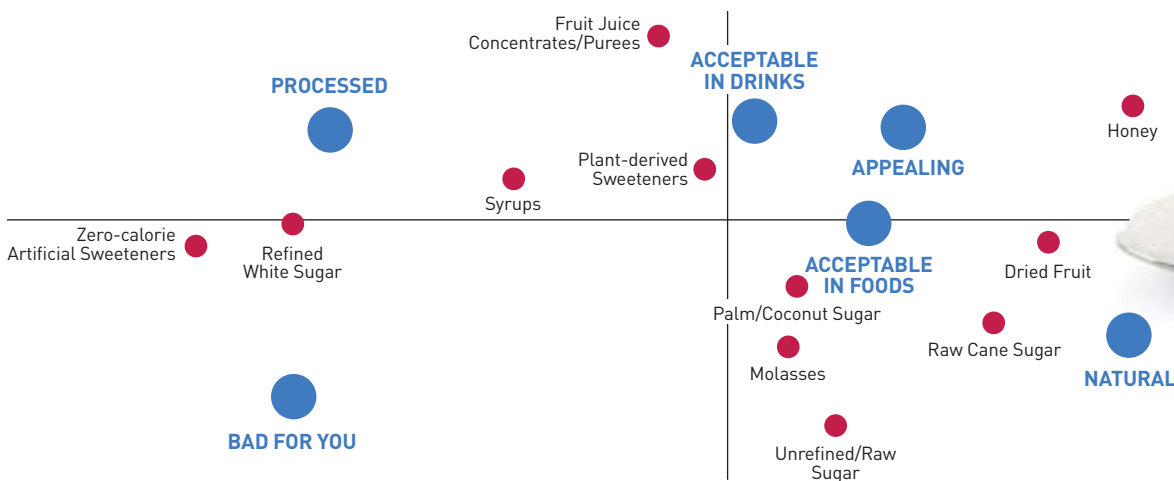 Fruit Juice
Concentrates/Purees
ACCEPTABLE
IN DRINKS
PROCESSED
Honey
Plant-derived
Sweeteners
APPEALING
Syrups
Zero-calorie
Artificial Sweeteners
Refined
White Sugar
ACCEPTABLE
IN FOODS
Dried Fruit
Palm/Coconut Sugar
Raw Cane Sugar
Molasses
NATURAL
BAD FOR YOU
Unrefined/Raw
Sugar